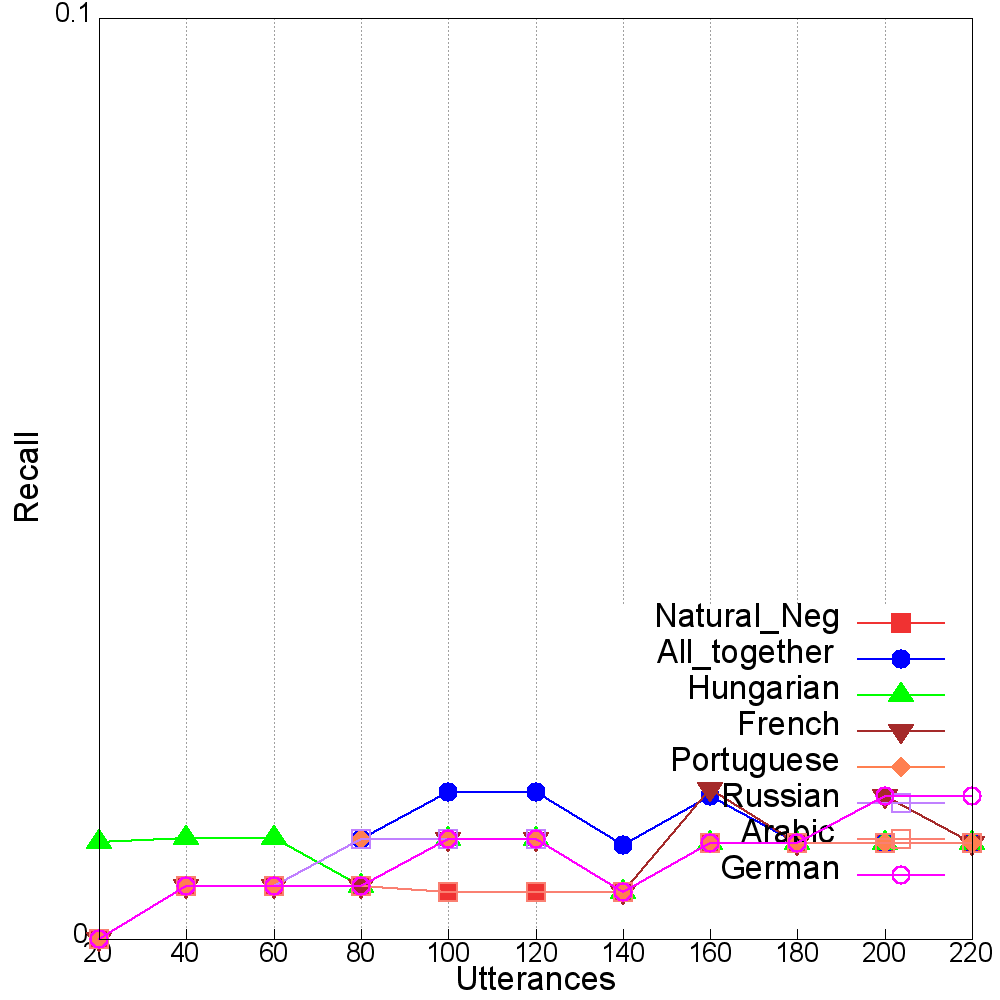 0.1
Recall
Natural_Neg
All_together
Hungarian
French
Portuguese
Russian
Arabic
German
0
20 40 60 80 100 120 140 160 180 200 220
Utterances